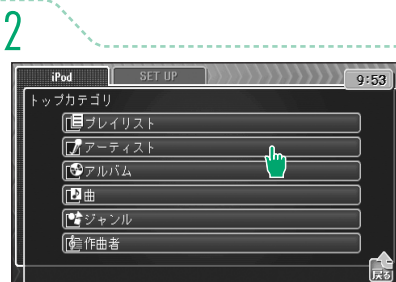 2
iPod SET UP 9:53
トップカテゴリ
プレイリスト
アーティスト
アルバム
曲
ジャンル
作曲者
戻る